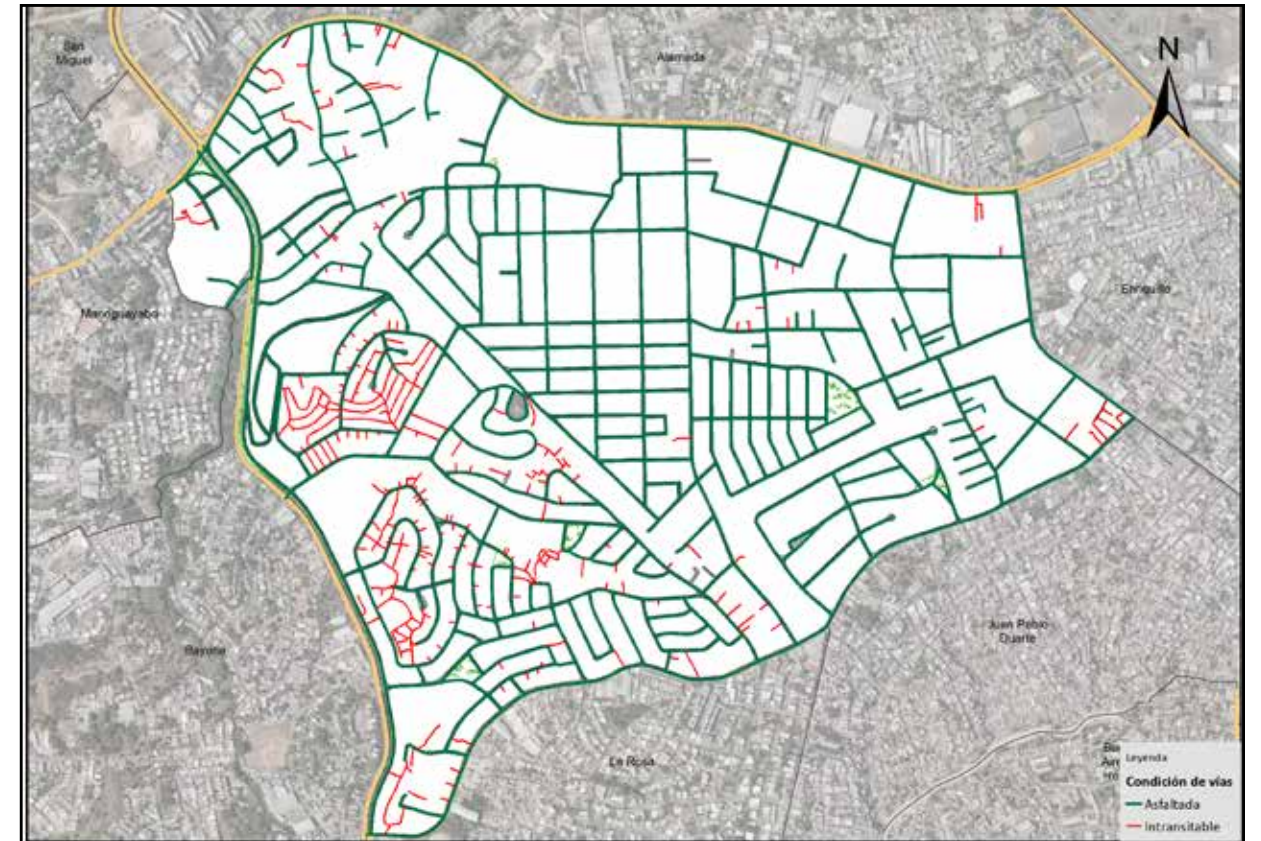 San
Miguel
Alameda
N
Enriquillo
Manoguayabo
Juan Pablo
Duarte
Bayona
La Rosa
Leyenda
Condición de vías
Asfaltada
Intransitable